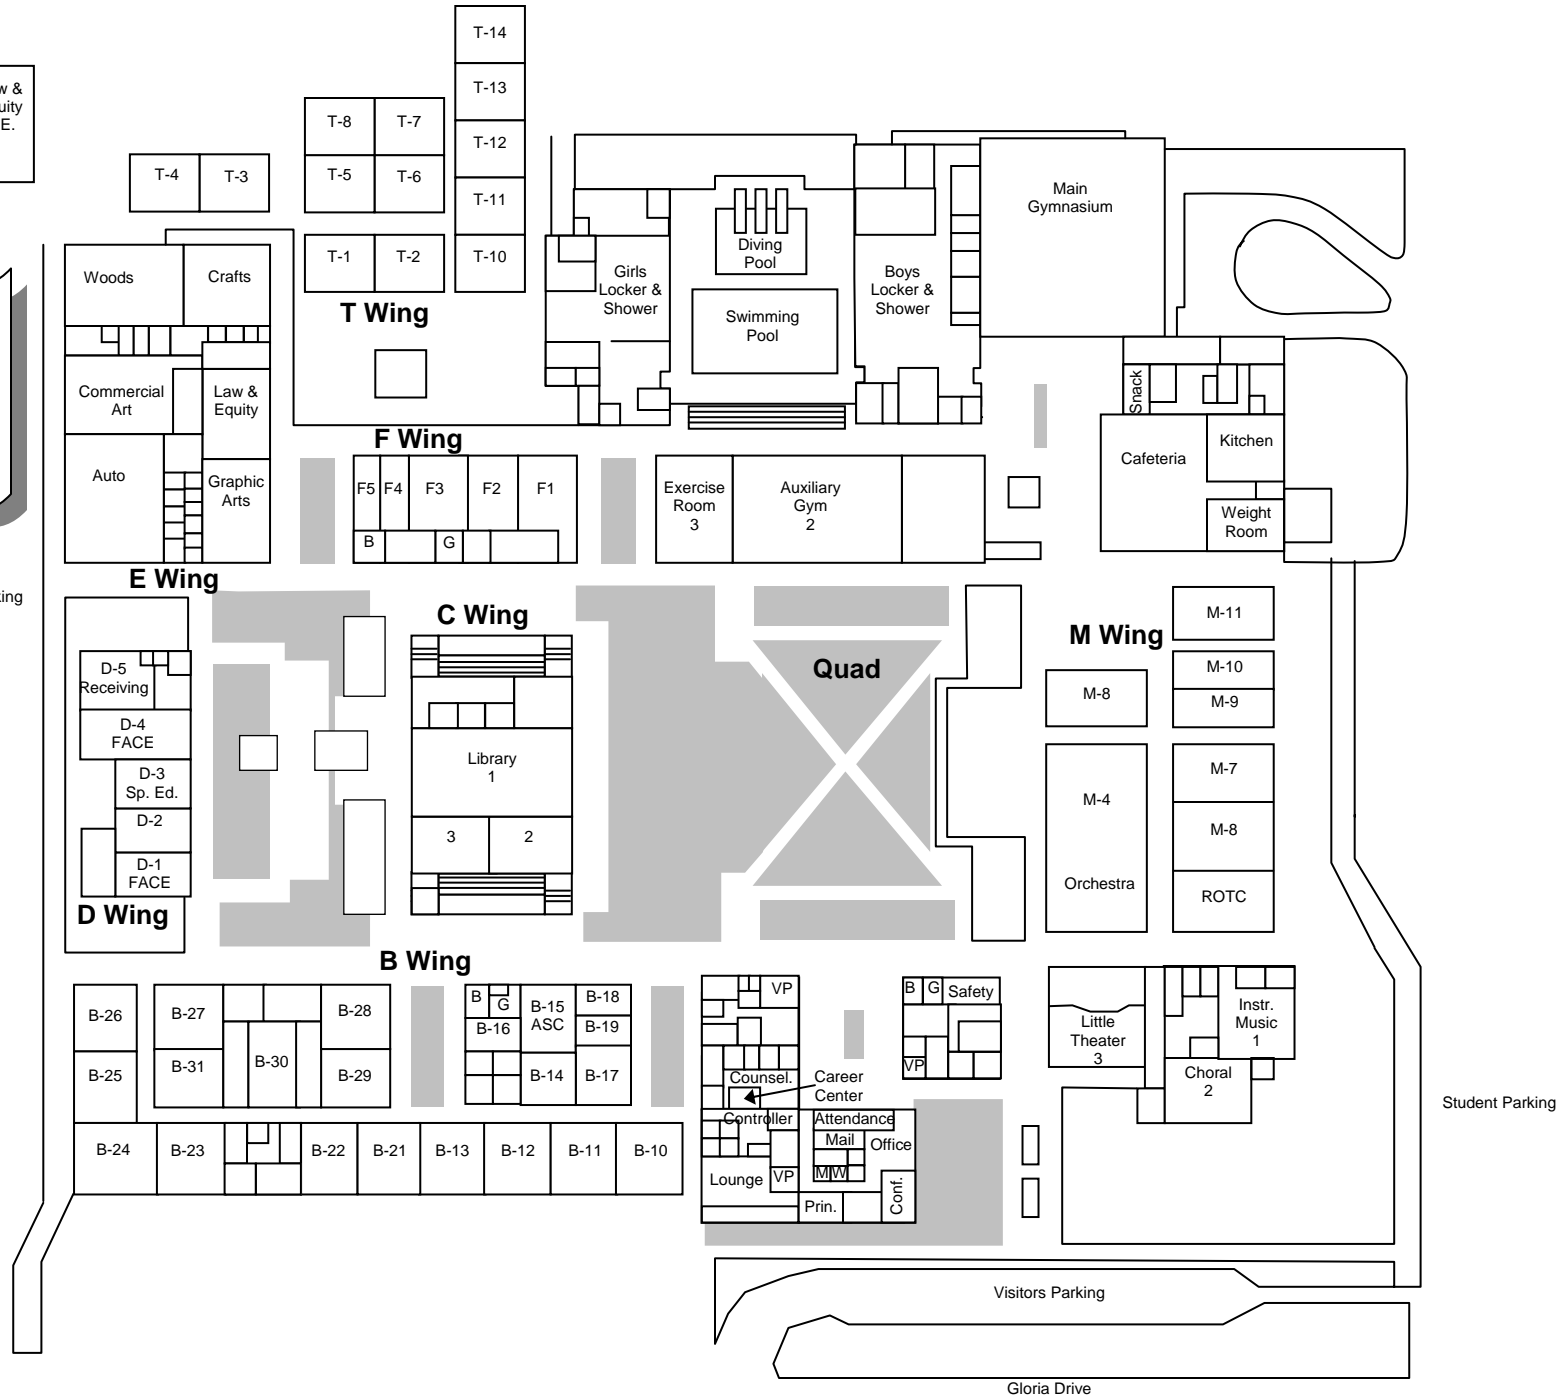 T-14
T-13
T-12
T-11
T-10
T-8
T-7
T-5
T-6
T-4
T-3
T-1
T-2
T Wing
w &
uity
E.
Woods
Crafts
Commercial
Art
Law &
Equity
Auto
Graphic
Arts
E Wing
king
Girls
Locker &
Shower
Diving
Pool
Swimming
Pool
Boys
Locker &
Shower
Main
Gymnasium
Snack
Kitchen
Cafeteria
Weight
Room
F Wing
F5
F4
F3
F2
F1
B
G
Exercise
Room
3
Auxiliary
Gym
2
D-5
Receiving
D-4
FACE
D-3
Sp. Ed.
D-2
D-1
FACE
D Wing
C Wing
Library
1
3
2
Quad
M Wing
M-11
M-10
M-9
M-8
M-7
M-4
M-8
Orchestra
ROTC
B Wing
B-26
B-27
B-28
B-25
B-31
B-30
B-29
B
G
B-15
ASC
B-18
B-16
B-19
B-14
B-17
B-24
B-23
B-22
B-21
B-13
B-12
B-11
B-10
VP
Counsel.
Career
Center
Controller
Attendance
Mail
Office
M
W
Lounge
VP
Prin.
Conf.
B
G
Safety
VP
Little
Theater
3
Instr.
Music
1
Choral
2
Student Parking
Visitors Parking
Gloria Drive